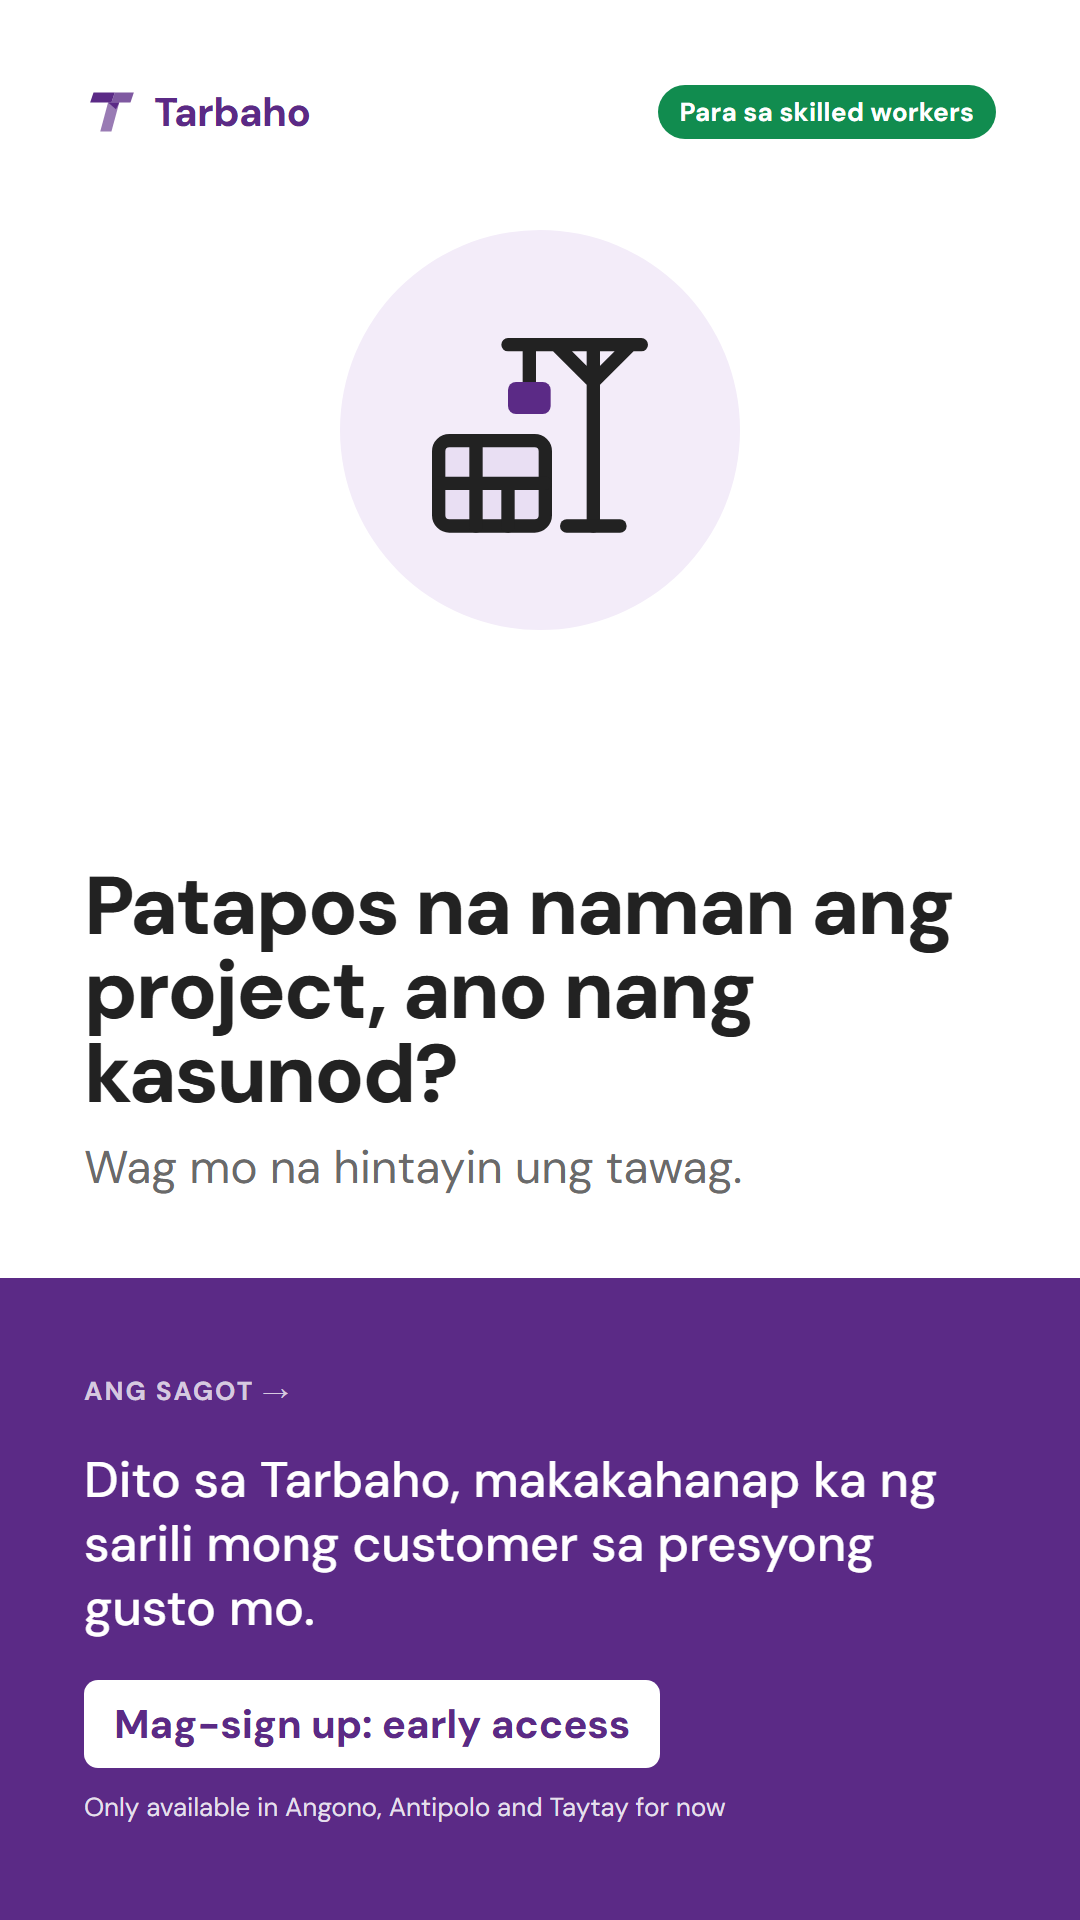 Tarbaho
Para sa skilled workers
Patapos na naman ang
project, ano nang
kasunod?
Wag mo na hintayin ung tawag.
ANG SAGOT →
Dito sa Tarbaho, makakahanap ka ng
sarili mong customer sa presyong
gusto mo.
Mag-sign up: early access
Only available in Angono, Antipolo and Taytay for now